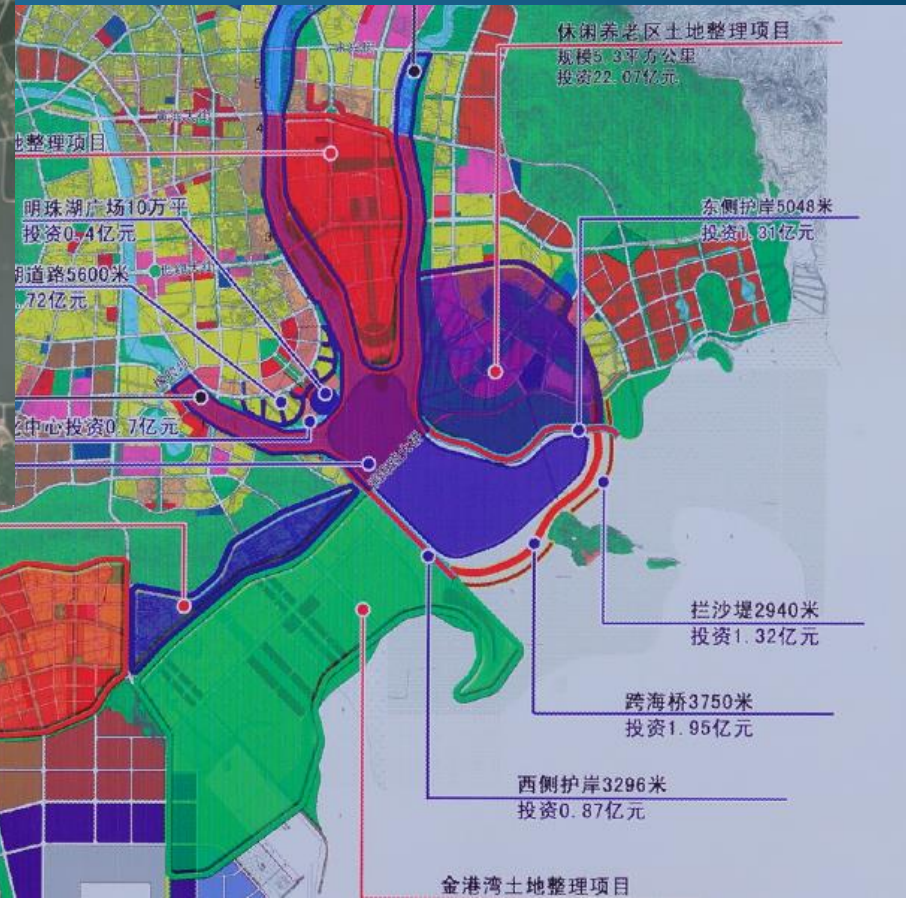 休闲养老区土地整理项目
规模5.3平方公里
投资22.07亿元
地整理项目
明珠湖广场10万平
投资0.4亿元
东侧护岸5048米
投资1.31亿元
湖道路5600米
.72亿元
化中心投资0.7亿元
栏沙堤2940米
投资1.32亿元
跨海桥3750米
投资1.95亿元
西侧护岸3296米
投资0.87亿元
金港湾土地整理项目